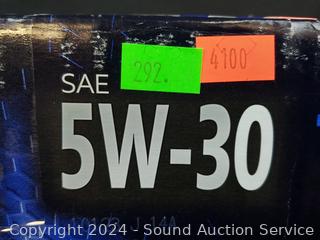 292.
4100
SAE
5W-30
Copyright 2024 - Sound Auction Service